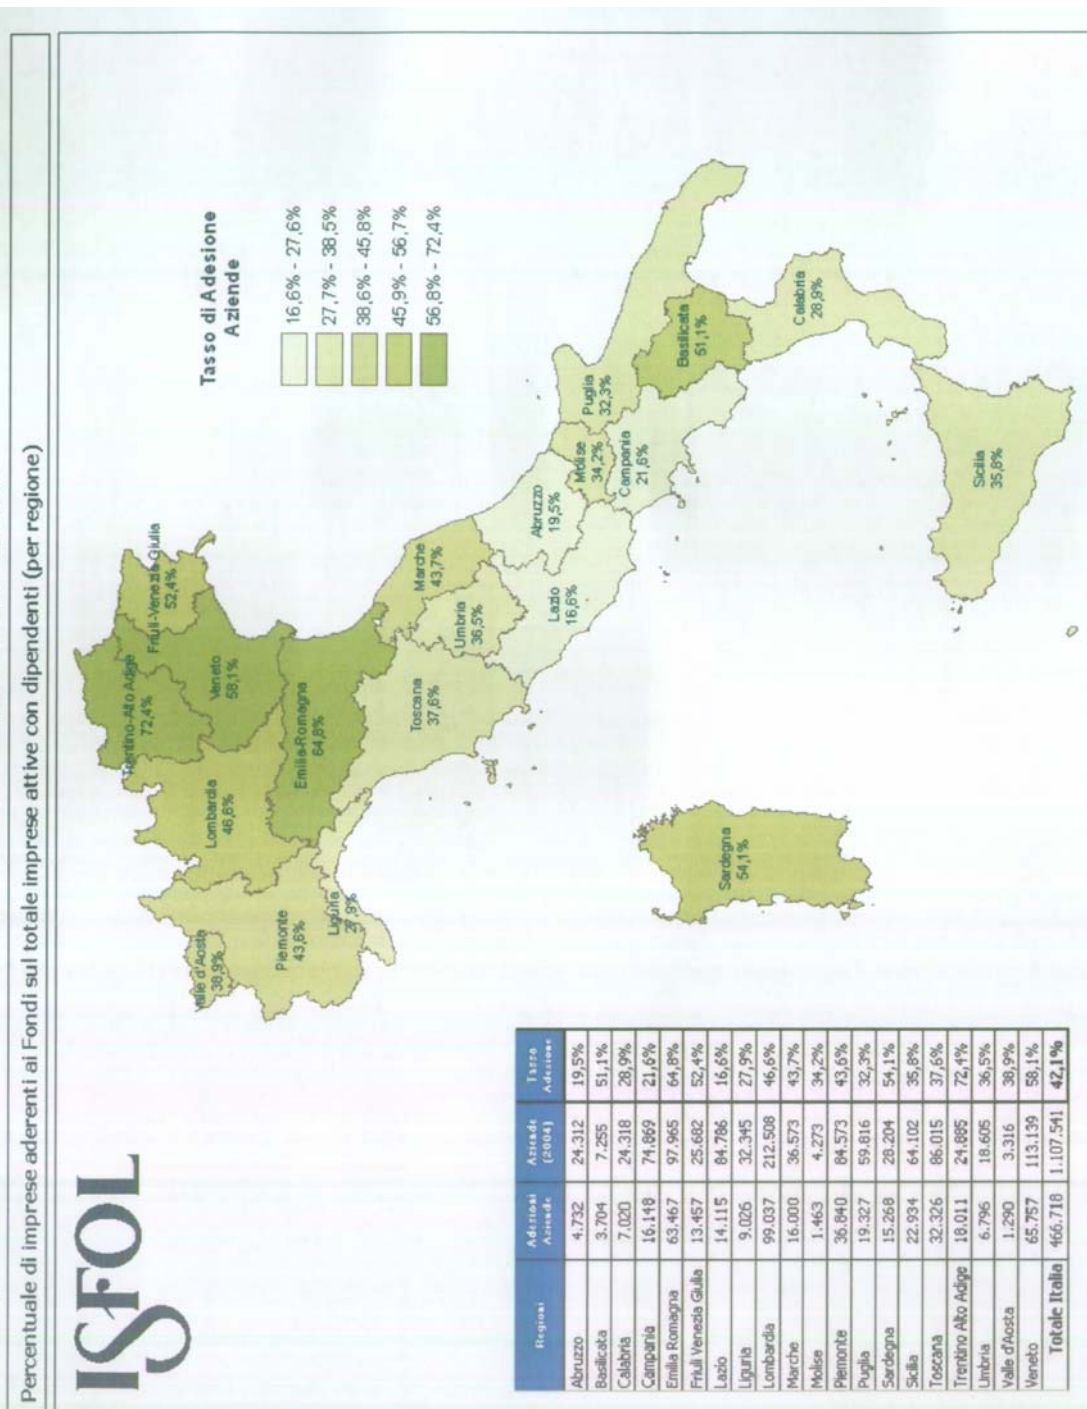 Percentuale di imprese aderenti ai Fondi sul totale imprese attive con dipendenti (per regione)
ISFOL
Tasso di Adesione
Aziende
16,6% - 27,6%
27,7% - 38,5%
38,6% - 45,8%
45,9% - 56,7%
56,8% - 72,4%
Trentino-Alto Adige
72,4%
Friuli-Venezia-Giulia
52,4%
Veneto
58,1%
Lombardia
46,6%
Valle d'Aosta
38,9%
Piemonte
43,6%
Liguria
27,9%
Emilia-Romagna
64,8%
Toscana
37,6%
Marche
43,7%
Umbria
36,5%
Lazio
16,6%
Abruzzo
19,5%
Molise
34,2%
Campania
21,6%
Puglia
32,3%
Basilicata
51,1%
Calabria
28,9%
Sicilia
35,8%
Sardegna
54,1%
Regioni Adesioni Aziende Aziende (2004) Tasso Adesione
Abruzzo 4.732 24.312 19,5%
Basilicata 3.704 7.255 51,1%
Calabria 7.020 24.318 28,9%
Campania 16.148 74.869 21,6%
Emilia Romagna 63.467 97.965 64,8%
Friuli Venezia Giulia 13.457 25.682 52,4%
Lazio 14.115 84.786 16,6%
Liguria 9.026 32.345 27,9%
Lombardia 99.037 212.508 46,6%
Marche 16.000 36.573 43,7%
Molise 1.463 4.273 34,2%
Piemonte 36.840 84.573 43,6%
Puglia 19.327 59.816 32,3%
Sardegna 15.268 28.204 54,1%
Sicilia 22.934 64.102 35,8%
Toscana 32.326 86.015 37,6%
Trentino Alto Adige 18.011 24.885 72,4%
Umbria 6.796 18.605 36,5%
Valle d'Aosta 1.290 3.316 38,9%
Veneto 65.757 113.139 58,1%
Totale Italia 466.718 1.107.541 42,1%